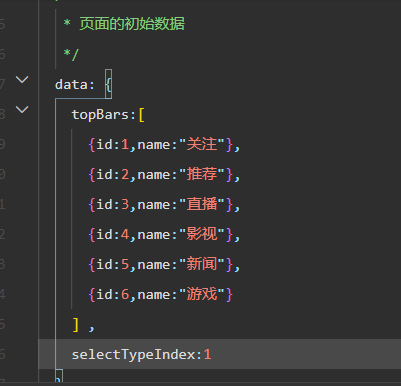 * 页面的初始数据
*/
data: {
topBars:[
{id:1,name:"关注"},
{id:2,name:"推荐"},
{id:3,name:"直播"},
{id:4,name:"影视"},
{id:5,name:"新闻"},
{id:6,name:"游戏"}
] ,
selectTypeIndex:1
}